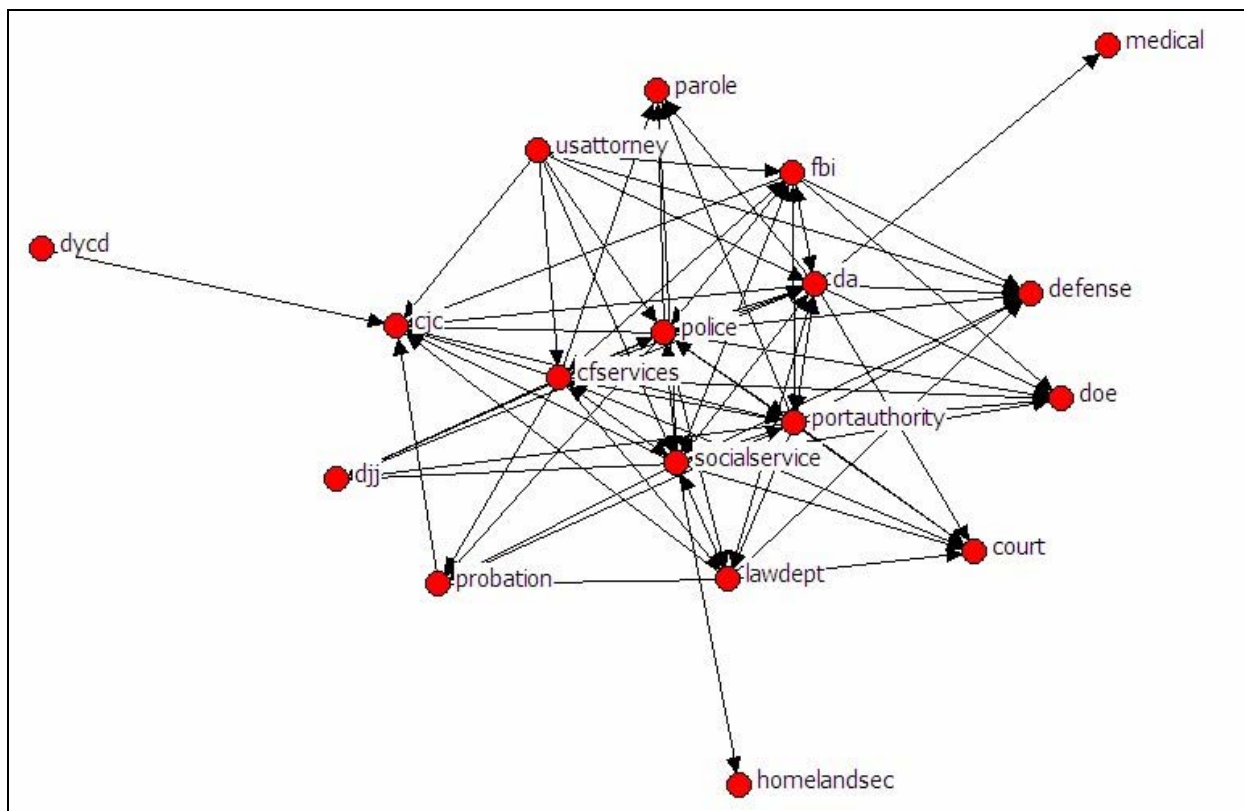 medical
parole
usattorney
fbi
dycd
da
defense
cjc
police
cfservices
doe
portauthority
socialservice
djj
court
probation
lawdept
homelandsec